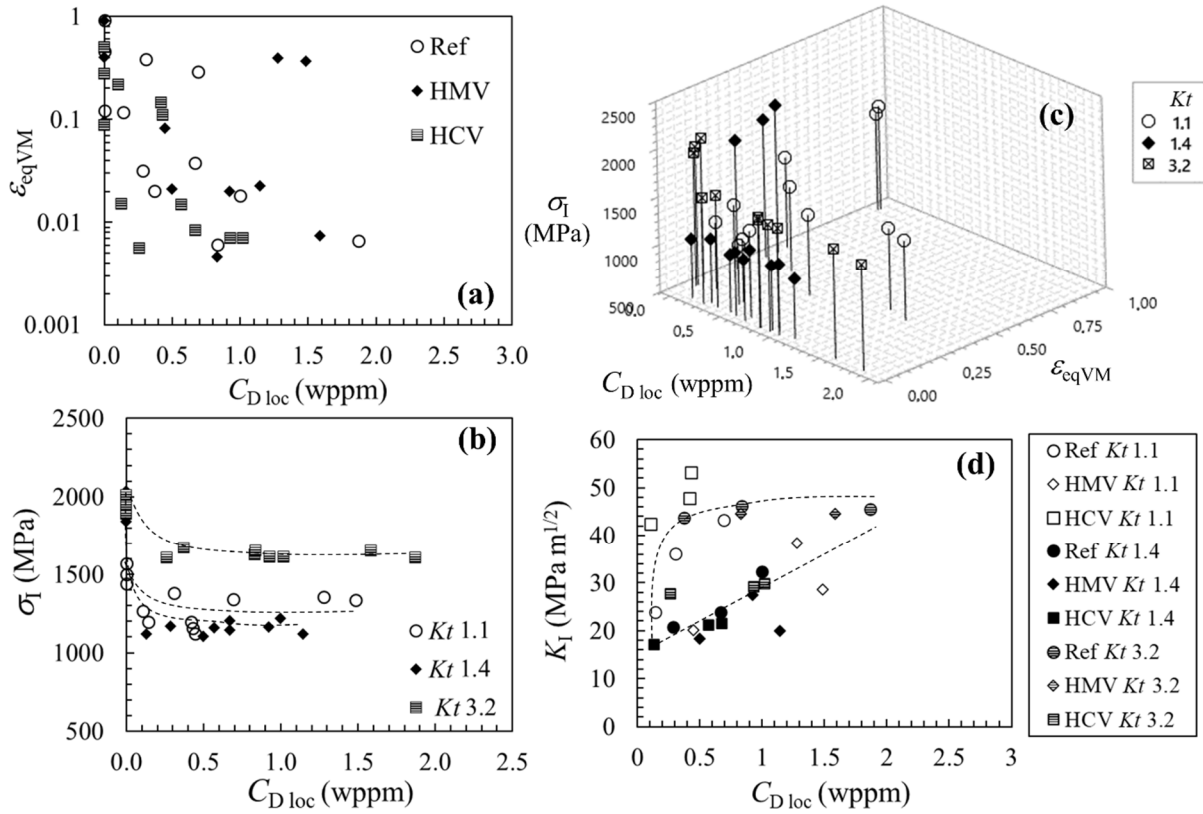 1
0.1
0.01
0.001
εeqVM
Ref
HMV
HCV
(a)
0.0 0.5 1.0 1.5 2.0 2.5 3.0
CD loc (wppm)
(c)
Kt
1.1
1.4
3.2
2500
2000
1500
1000
500
σI
(MPa)
0.0 0.5 1.0 1.5 2.0
CD loc (wppm)
0.00 0.25 0.50 0.75 1.00
εeqVM
2500
2000
1500
1000
500
σI (MPa)
(b)
Kt 1.1
Kt 1.4
Kt 3.2
0.0 0.5 1.0 1.5 2.0 2.5
CD loc (wppm)
60
50
40
30
20
10
0
KI (MPa m1/2)
(d)
0 0.5 1 1.5 2 2.5 3
CD loc (wppm)
Ref Kt 1.1
HMV Kt 1.1
HCV Kt 1.1
Ref Kt 1.4
HMV Kt 1.4
HCV Kt 1.4
Ref Kt 3.2
HMV Kt 3.2
HCV Kt 3.2